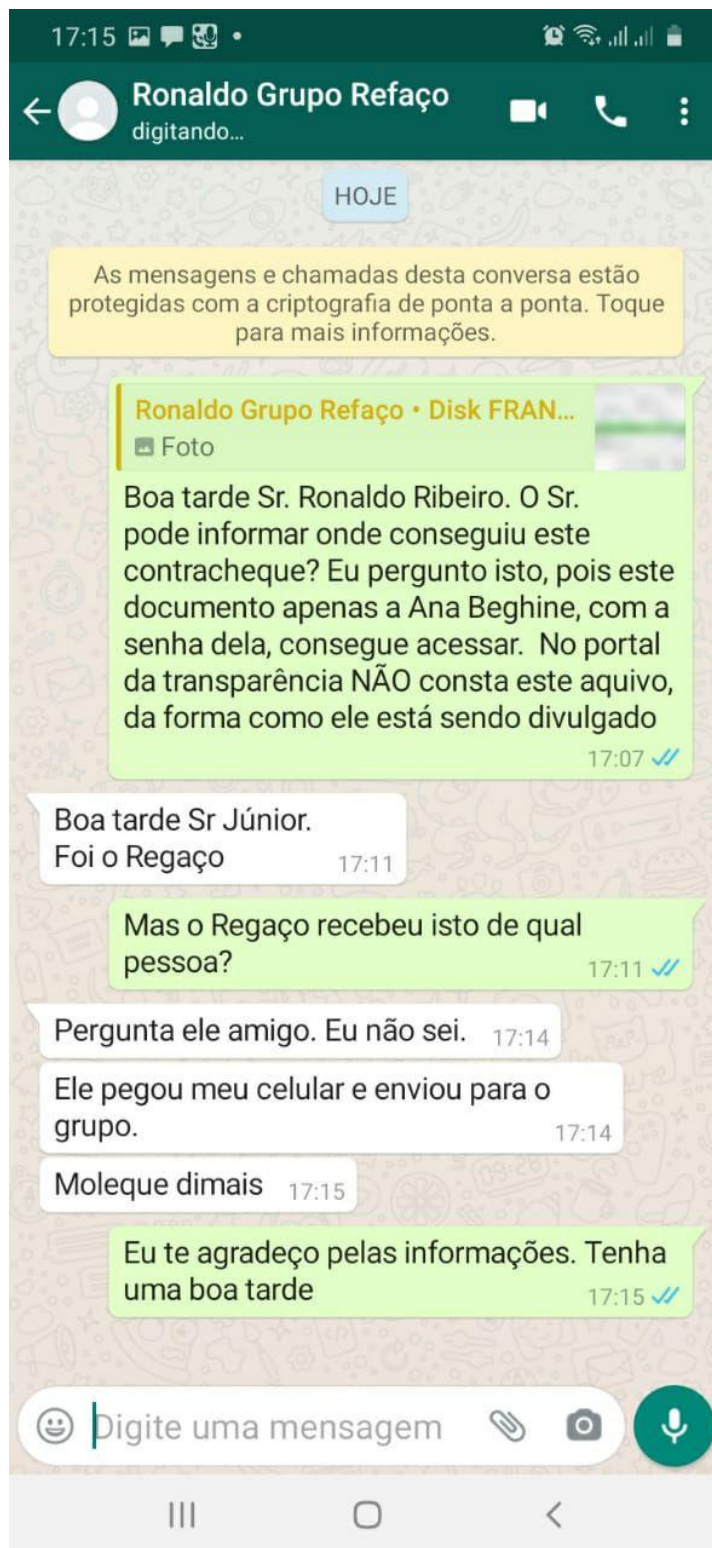 17:15
Ronaldo Grupo Refaço
digitando...
HOJE
As mensagens e chamadas desta conversa estão
protegidas com a criptografia de ponta a ponta. Toque
para mais informações.
Ronaldo Grupo Refaço • Disk FRAN...
Foto
Boa tarde Sr. Ronaldo Ribeiro. O Sr.
pode informar onde conseguiu este
contracheque? Eu pergunto isto, pois este
documento apenas a Ana Beghine, com a
senha dela, consegue acessar.  No portal
da transparência NÃO consta este aquivo,
da forma como ele está sendo divulgado
17:07
Boa tarde Sr Júnior.
Foi o Regaço 17:11
Mas o Regaço recebeu isto de qual
pessoa? 17:11
Pergunta ele amigo. Eu não sei. 17:14
Ele pegou meu celular e enviou para o
grupo. 17:14
Moleque dimais 17:15
Eu te agradeço pelas informações. Tenha
uma boa tarde 17:15
Digite uma mensagem